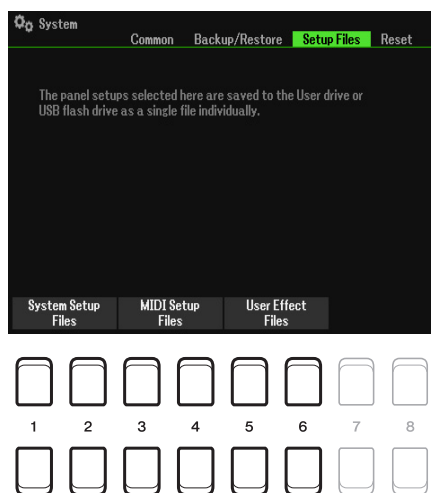 System
Common Backup/Restore Setup Files Reset
The panel setups selected here are saved to the User drive or
USB flash drive as a single file individually.
System Setup MIDI Setup User Effect
Files Files Files
1 2 3 4 5 6 7 8